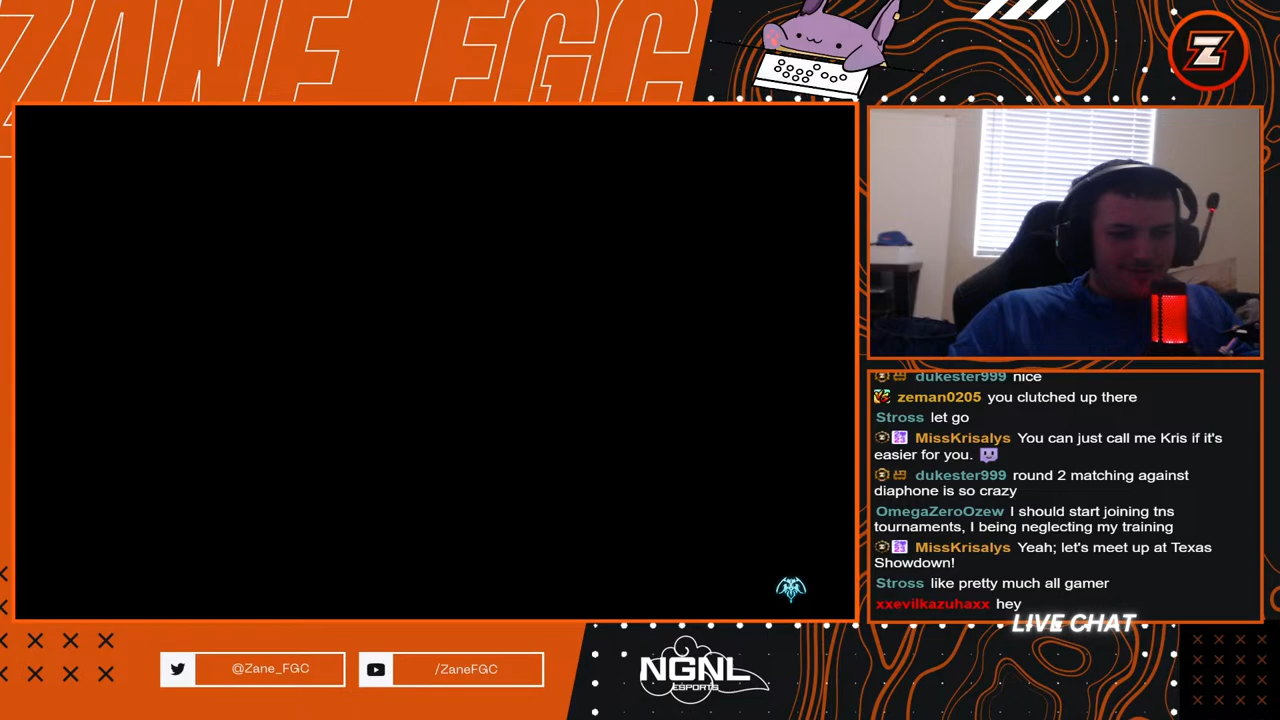 ZANE_FGC
Z
dukester999 nice
zeman0205 you clutched up there
Stross let go
MissKrisalys You can just call me Kris if it's
easier for you.
dukester999 round 2 matching against
diaphone is so crazy
OmegaZeroOzew I should start joining tns
tournaments, I being neglecting my training
MissKrisalys Yeah; let's meet up at Texas
Showdown!
Stross like pretty much all gamer
xxevilkazuhaxx hey
LIVE CHAT
@Zane_FGC
/ZaneFGC
NGNL
ESPORTS